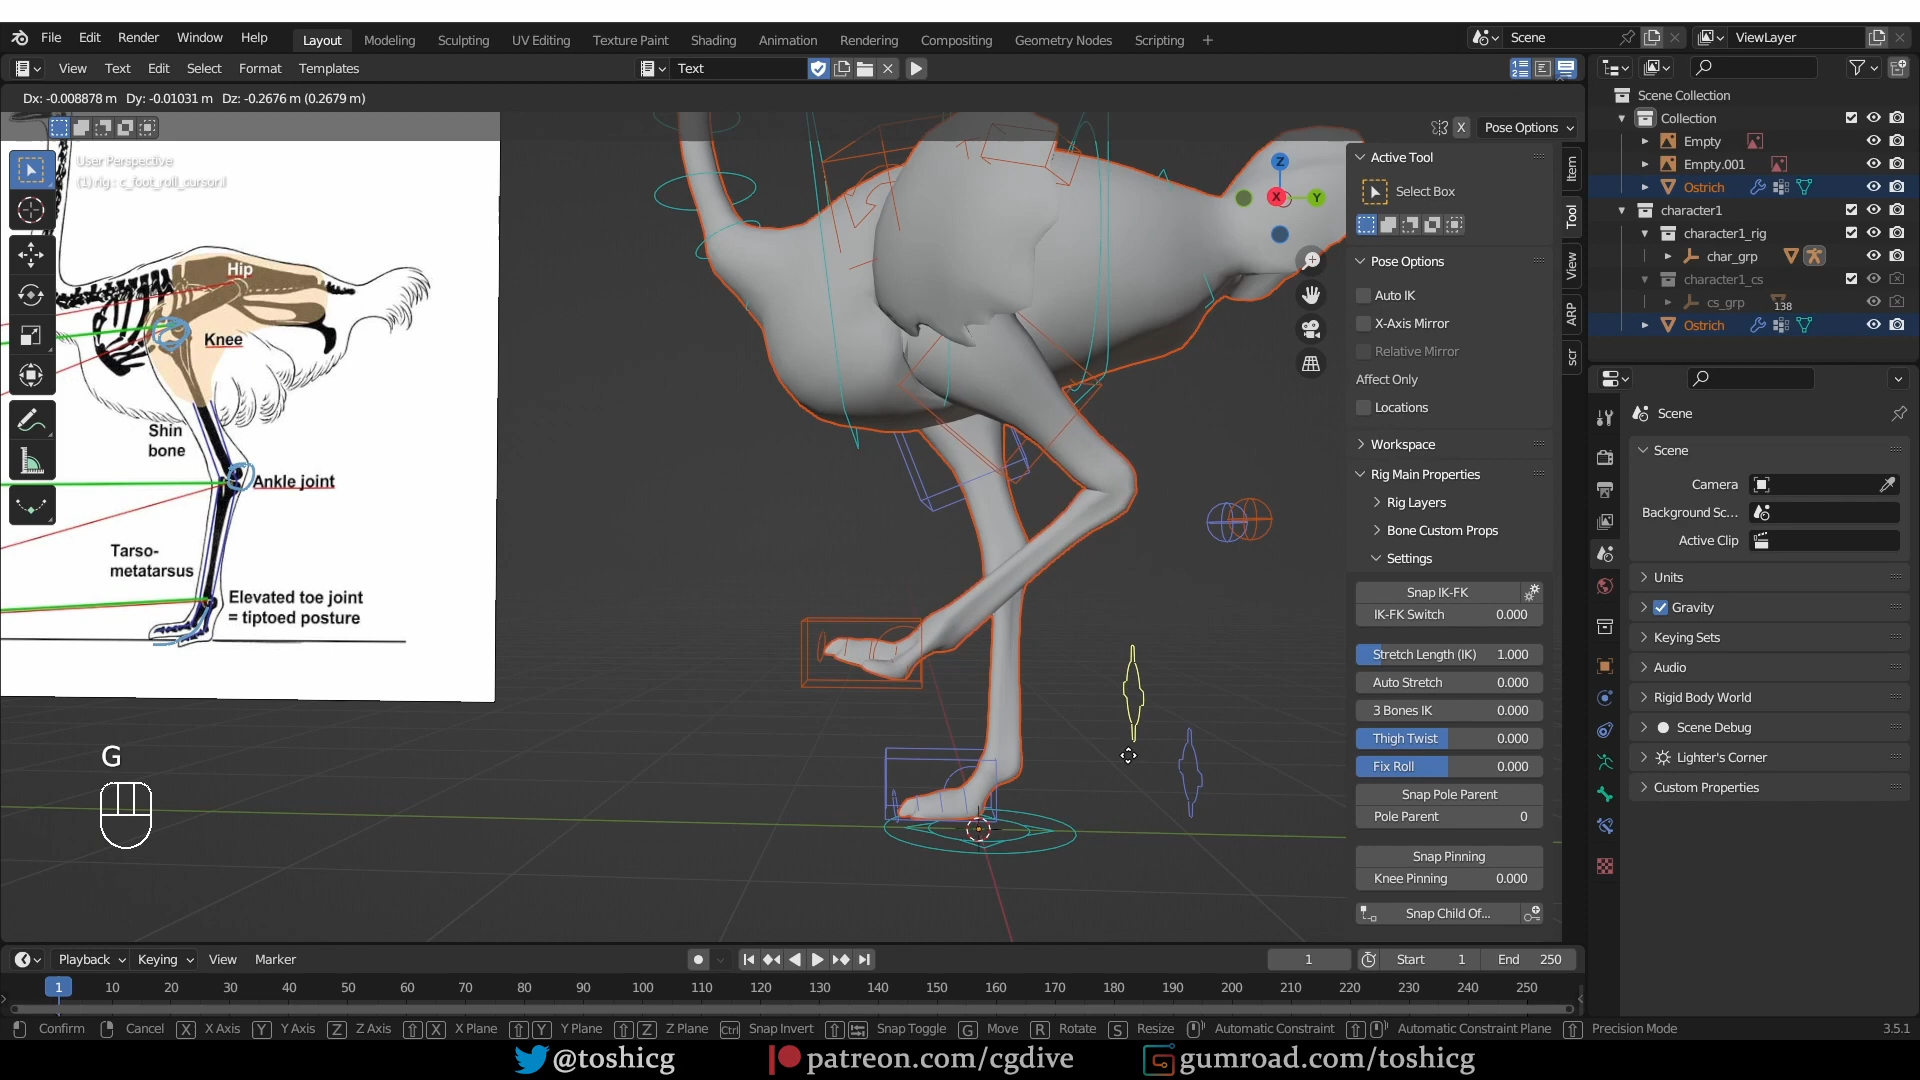 File Edit Render Window Help
Layout Modeling Sculpting UV Editing Texture Paint Shading Animation Rendering Compositing Geometry Nodes Scripting +
Scene
ViewLayer
View Text Edit Select Format Templates
Text
Dx: -0.008878 m Dy: -0.01031 m Dz: -0.2676 m (0.2679 m)
X Pose Options
User Perspective
(1) rig : c_foot_roll_cursor.l
Hip
Knee
Shin
bone
Ankle joint
Tarso-
metatarsus
Elevated toe joint
= tiptoed posture
G
Z
X
Y
Active Tool
Select Box
Pose Options
Auto IK
X-Axis Mirror
Relative Mirror
Affect Only
Locations
Workspace
Rig Main Properties
Rig Layers
Bone Custom Props
Settings
Snap IK-FK
IK-FK Switch 0.000
Stretch Length (IK) 1.000
Auto Stretch 0.000
3 Bones IK 0.000
Thigh Twist 0.000
Fix Roll 0.000
Snap Pole Parent
Pole Parent 0
Snap Pinning
Knee Pinning 0.000
Snap Child Of...
Item
Tool
View
ARP
scr
Scene Collection
Collection
Empty
Empty.001
Ostrich
character1
character1_rig
char_grp
character1_cs
cs_grp 138
Ostrich
Scene
Scene
Camera
Background Sc...
Active Clip
Units
Gravity
Keying Sets
Audio
Rigid Body World
Scene Debug
Lighter's Corner
Custom Properties
Playback Keying View Marker
1 Start 1 End 250
1 10 20 30 40 50 60 70 80 90 100 110 120 130 140 150 160 170 180 190 200 210 220 230 240 250
Confirm Cancel X X Axis Y Y Axis Z Z Axis X X Plane Y Y Plane Z Z Plane Ctrl Snap Invert Snap Toggle G Move R Rotate S Resize Automatic Constraint Automatic Constraint Plane Precision Mode 3.5.1
@toshicg patreon.com/cgdive gumroad.com/toshicg